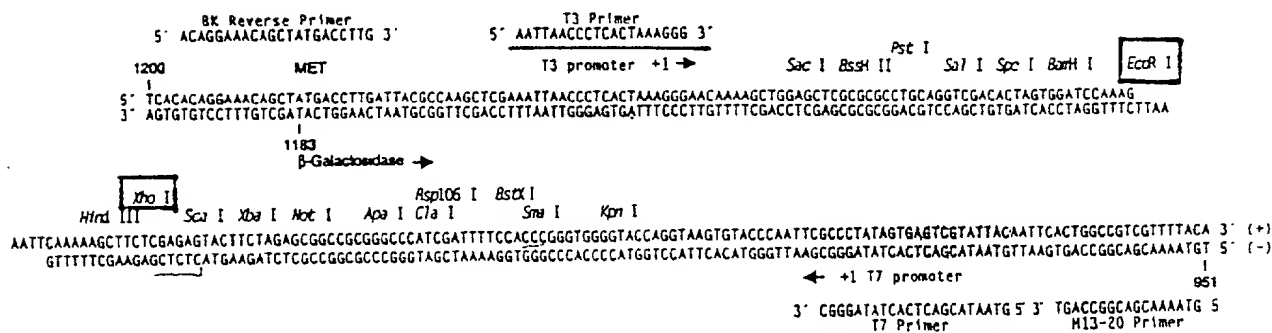 BK Reverse Primer
5' ACAGGAAACAGCTATGACCTTG 3'
T3 Primer
5' AATTAACCCTCACTAAAGGG 3'
T3 promoter +1 →
Pst I
Sac I BssH II Sal I Spc I BamH I EcoR I
1200 MET
5' TCACACAGGAAACAGCTATGACCTTGATTACGCCAAGCTCGAAATTAACCCTCACTAAAGGGAACAAAAGCTGGAGCTCGCGCGCCTGCAGGTCGACACTAGTGGATCCAAAG
3' AGTGTGTCCTTTGTCGATACTGGAACTAATGCGGTTCGACCTTTAATTGGGAGTGATTTCCCTTGTTTTCGACCTCGAGCGCGCGGACGTCCAGCTGTGATCACCTAGGTTTCTTAA
1183
β-Galactosidase →
Xho I Bsp106 I BstX I
Hind III Sca I Xba I Not I Apa I Cla I Sma I Kpn I
AATTCAAAAAGCTTCTCGAGAGTACTTCTAGAGCGGCCGCGGGCCCATCGATTTTCCACCCGGGTGGGGTACCAGGTAAGTGTACCCAATTCGCCCTATAGTGAGTCGTATTACAATTCACTGGCCGTCGTTTTACA 3' (+)
GTTTTTCGAAGAGCTCTCATGAAGATCTCGCCGGCGCCCGGGTAGCTAAAAGGTGGGCCCACCCCATGGTCCATTCACATGGGTTAAGCGGGATATCACTCAGCATAATGTTAAGTGACCGGCAGCAAAATGT 5' (-)
← +1 T7 promoter
951
3' CGGGATATCACTCAGCATAATG 5' 3' TGACCGGCAGCAAAATG 5
T7 Primer M13-20 Primer